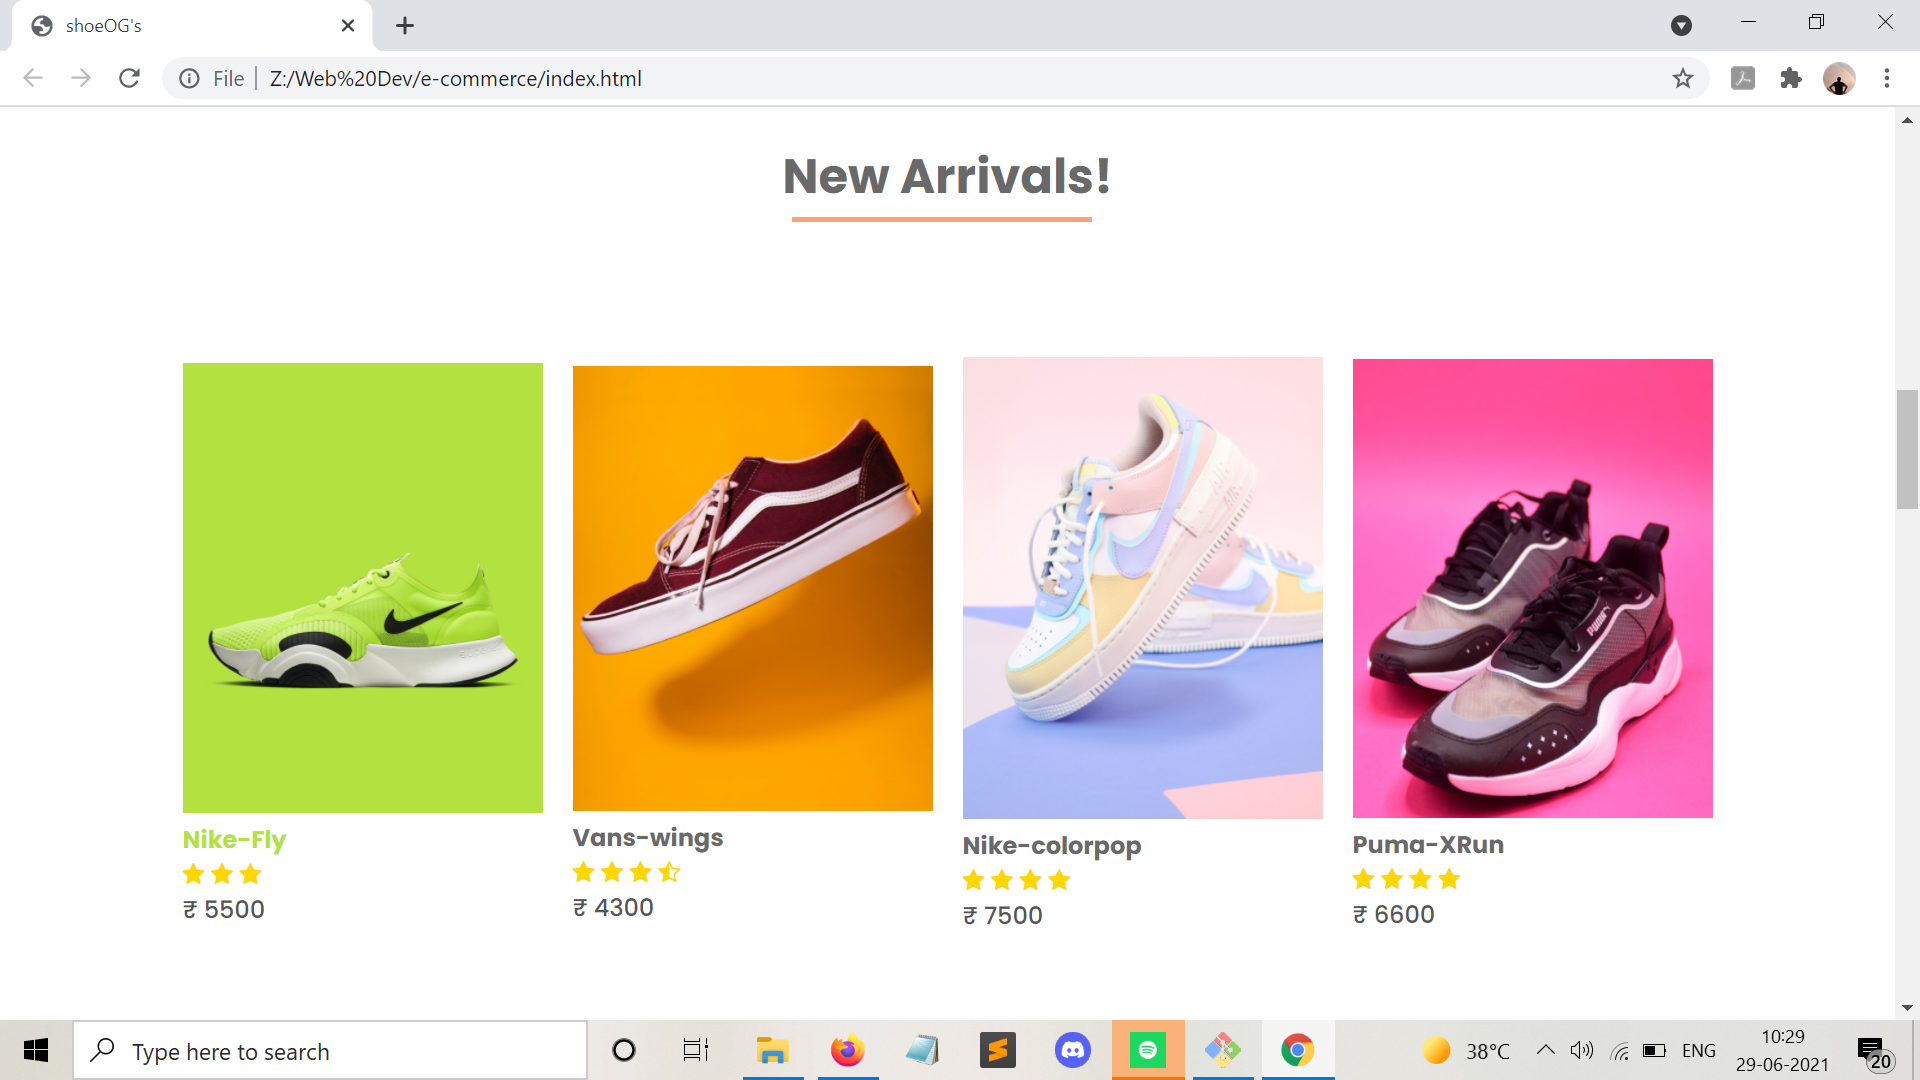 shoeOG's
File
Z:/Web%20Dev/e-commerce/index.html
New Arrivals!
PUMA
Nike-Fly
₹ 5500
Vans-wings
₹ 4300
Nike-colorpop
₹ 7500
Puma-XRun
₹ 6600
Type here to search
38°C
ENG
10:29
29-06-2021
20